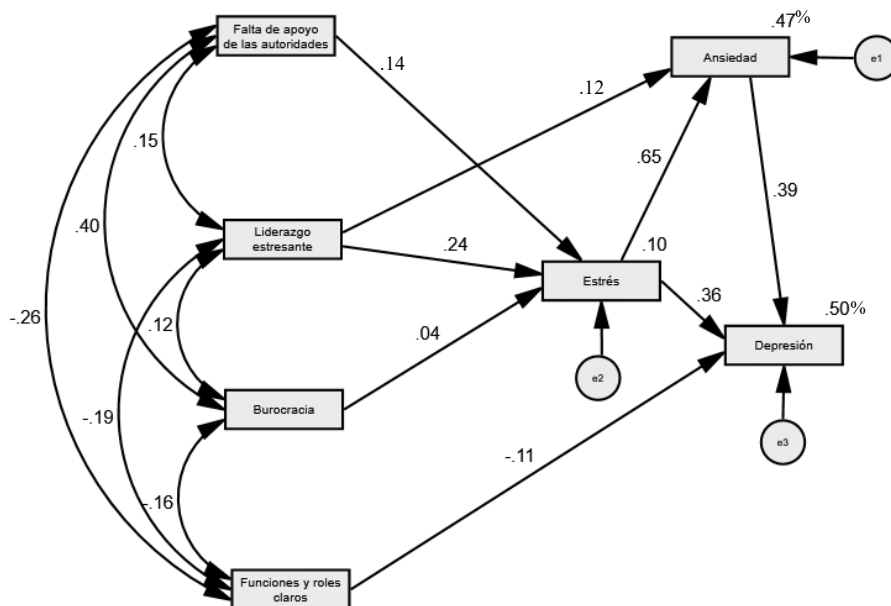 Falta de apoyo
de las autoridades
.47%
Ansiedad
e1
.14
.12
.15
.65
.39
.40
Liderazgo
estresante
.24
.10
Estrés
.36
.50%
-.26
.12
.04
Depresión
e2
Burocracia
-.19
-.11
e3
-.16
Funciones y roles
claros